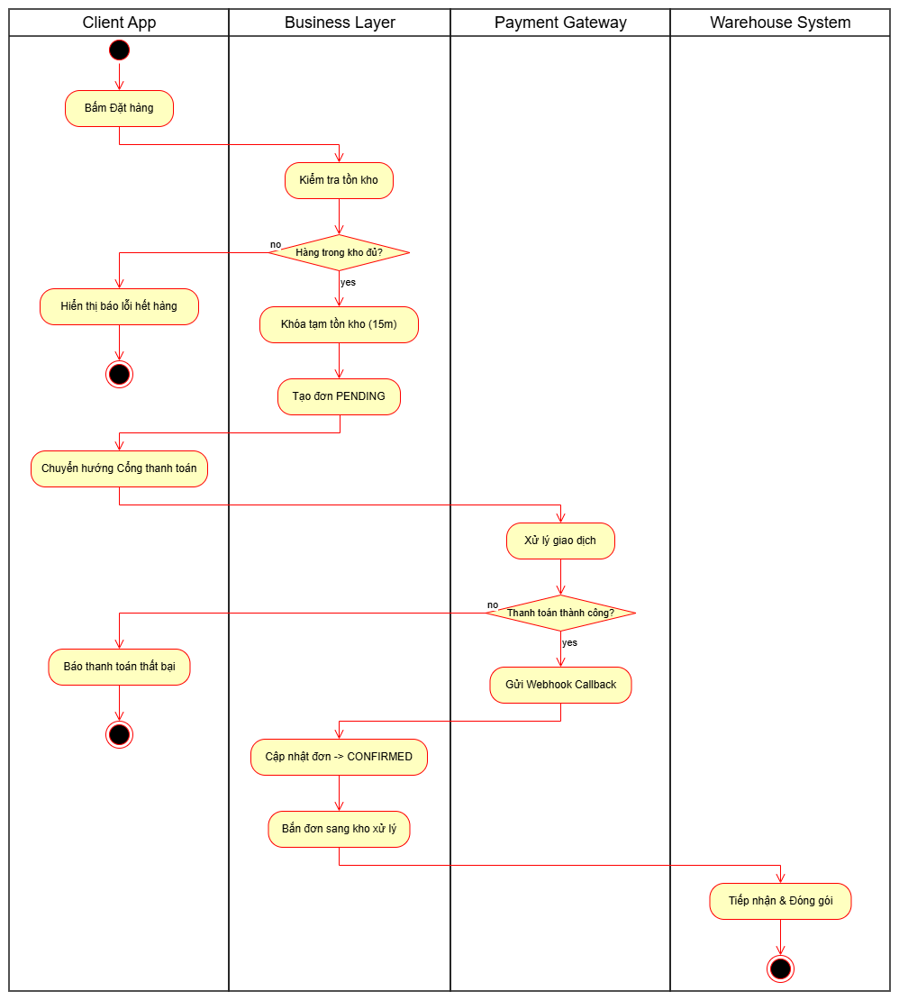 Client App
Business Layer
Payment Gateway
Warehouse System
Bấm Đặt hàng
Kiểm tra tồn kho
no
Hàng trong kho đủ?
yes
Hiển thị báo lỗi hết hàng
Khóa tạm tồn kho (15m)
Tạo đơn PENDING
Chuyển hướng Cổng thanh toán
Xử lý giao dịch
no
Thanh toán thành công?
yes
Báo thanh toán thất bại
Gửi Webhook Callback
Cập nhật đơn -> CONFIRMED
Bắn đơn sang kho xử lý
Tiếp nhận & Đóng gói